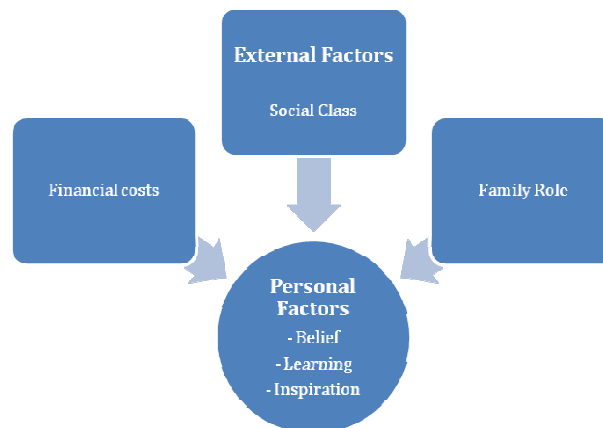 External Factors
Social Class
Financial costs
Family Role
Personal
Factors
- Belief
- Learning
- Inspiration